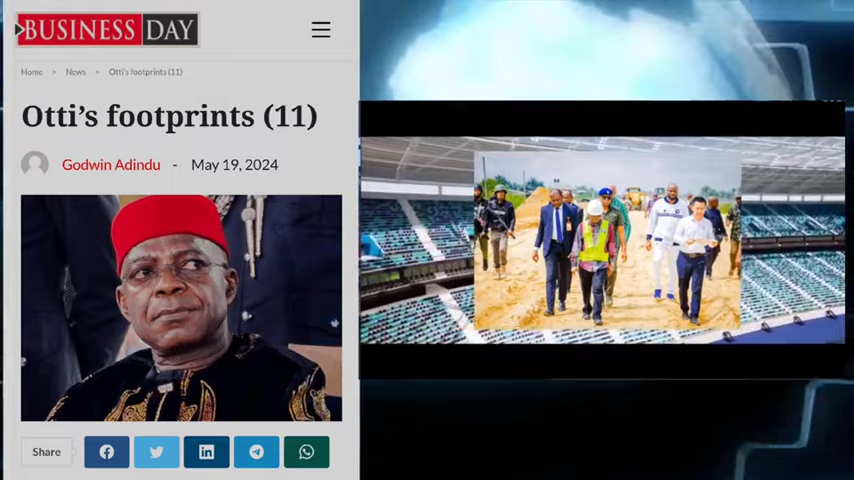 BUSINESS DAY
Home > News > Otti's footprints (11)
Otti's footprints (11)
Godwin Adindu - May 19, 2024
Share